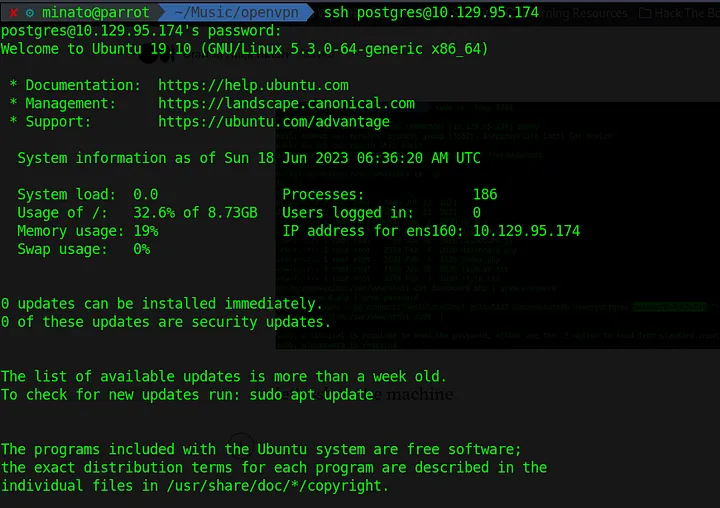 ✘ ⚙ minato@parrot ~/Music/openvpn ssh postgres@10.129.95.174 rning Resources Hack The B
postgres@10.129.95.174's password:
Welcome to Ubuntu 19.10 (GNU/Linux 5.3.0-64-generic x86_64)
* Documentation: https://help.ubuntu.com
* Management: https://landscape.canonical.com
* Support: https://ubuntu.com/advantage
System information as of Sun 18 Jun 2023 06:36:20 AM UTC
System load: 0.0 Processes: 186
Usage of /: 32.6% of 8.73GB Users logged in: 0
Memory usage: 19% IP address for ens160: 10.129.95.174
Swap usage: 0%
0 updates can be installed immediately.
0 of these updates are security updates.
The list of available updates is more than a week old.
To check for new updates run: sudo apt update
machine
The programs included with the Ubuntu system are free software;
the exact distribution terms for each program are described in the
individual files in /usr/share/doc/*/copyright.